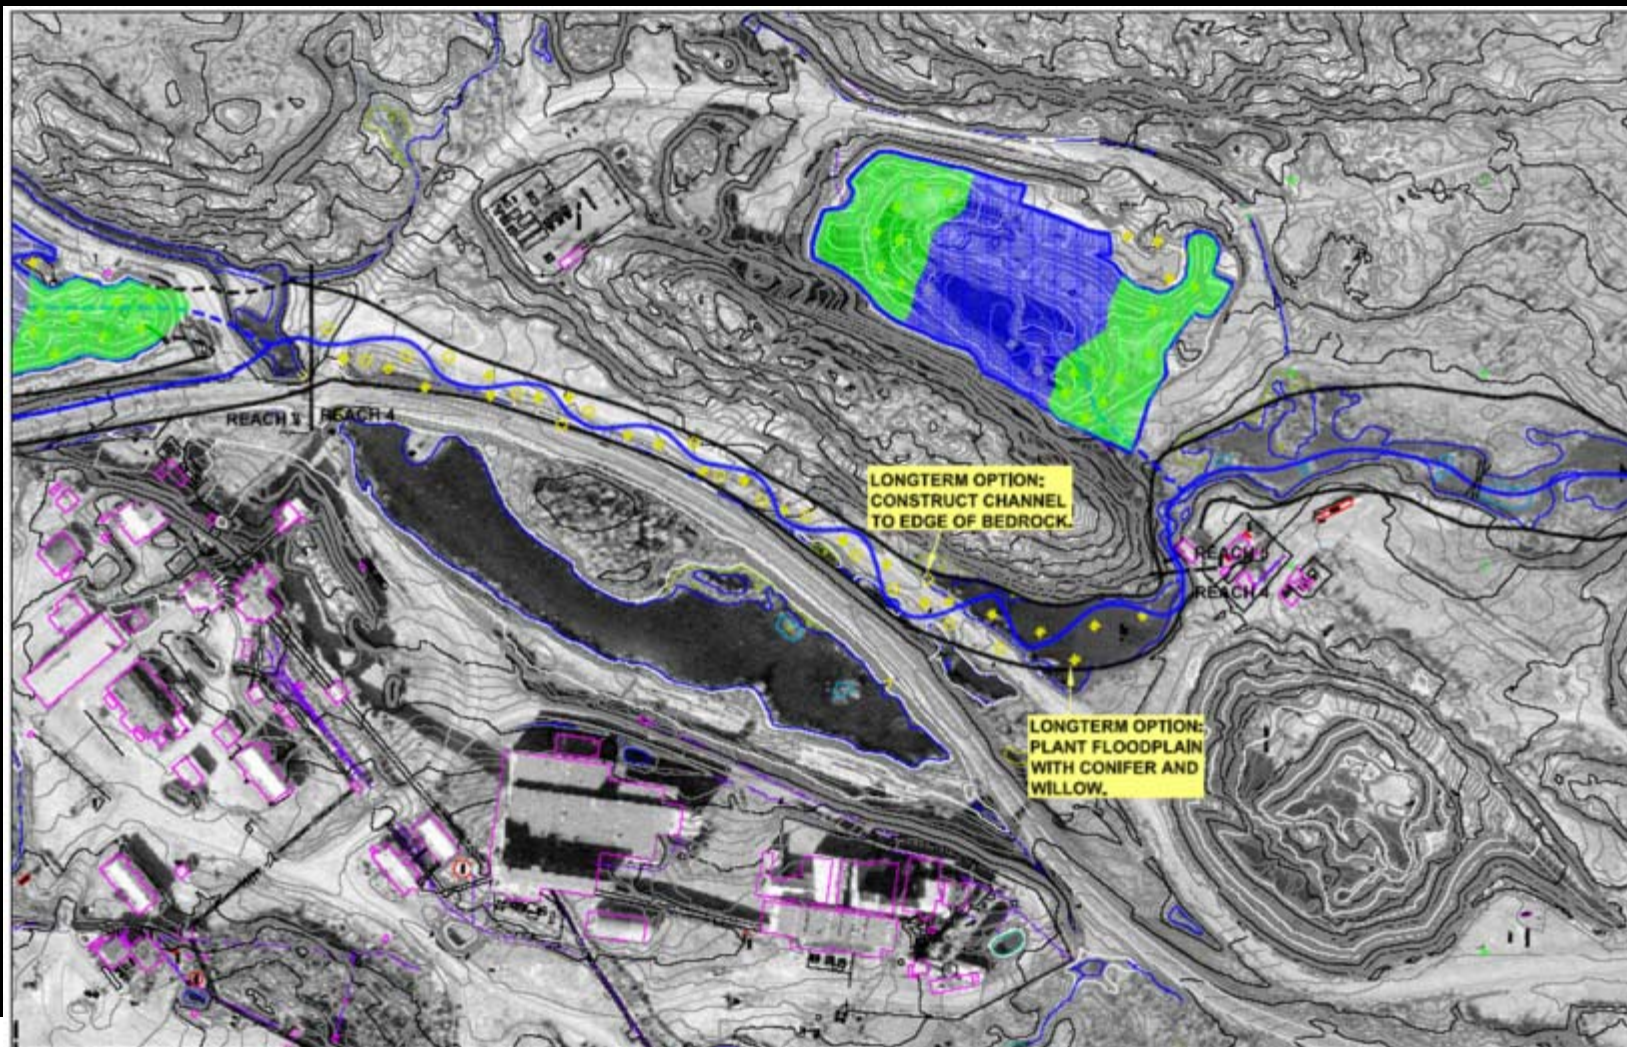 REACH 4
LONGTERM OPTION:
CONSTRUCT CHANNEL
TO EDGE OF BEDROCK.
REACH 4
LONGTERM OPTION:
PLANT FLOODPLAIN
WITH CONIFER AND
WILLOW.